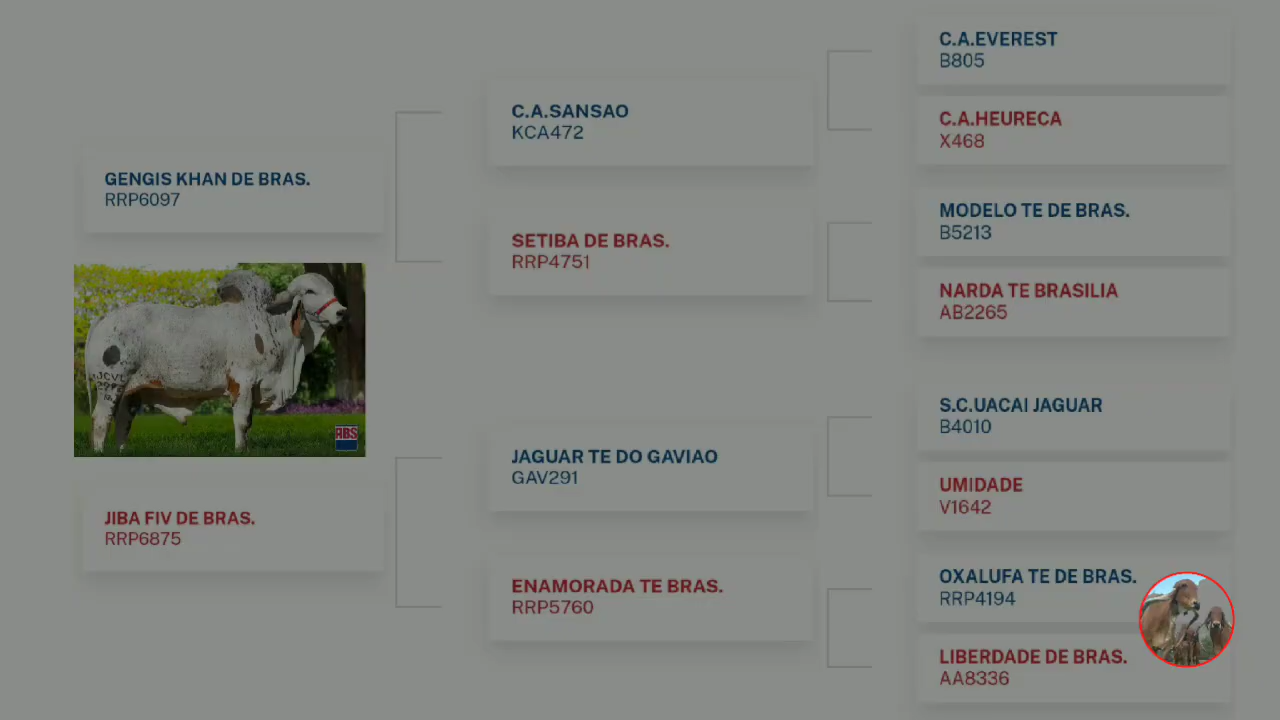 C.A.EVEREST
B805
C.A.SANSAO
KCA472
C.A.HEURECA
X468
GENGIS KHAN DE BRAS.
RRP6097
MODELO TE DE BRAS.
B5213
SETIBA DE BRAS.
RRP4751
NARDA TE BRASILIA
AB2265
JCVL
ABS
S.C.UACAI JAGUAR
B4010
JAGUAR TE DO GAVIAO
GAV291
UMIDADE
V1642
JIBA FIV DE BRAS.
RRP6875
OXALUFA TE DE BRAS.
RRP4194
ENAMORADA TE BRAS.
RRP5760
LIBERDADE DE BRAS.
AA8336